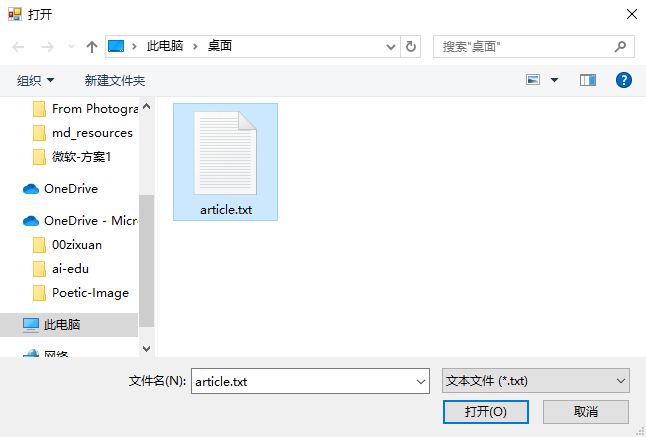 打开
此电脑
桌面
搜索"桌面"
组织
新建文件夹
From Photogra
md_resources
微软-方案1
OneDrive
OneDrive - Micr
00zixuan
ai-edu
Poetic-Image
此电脑
网络
article.txt
文件名(N):
article.txt
文本文件 (*.txt)
打开(O)
取消